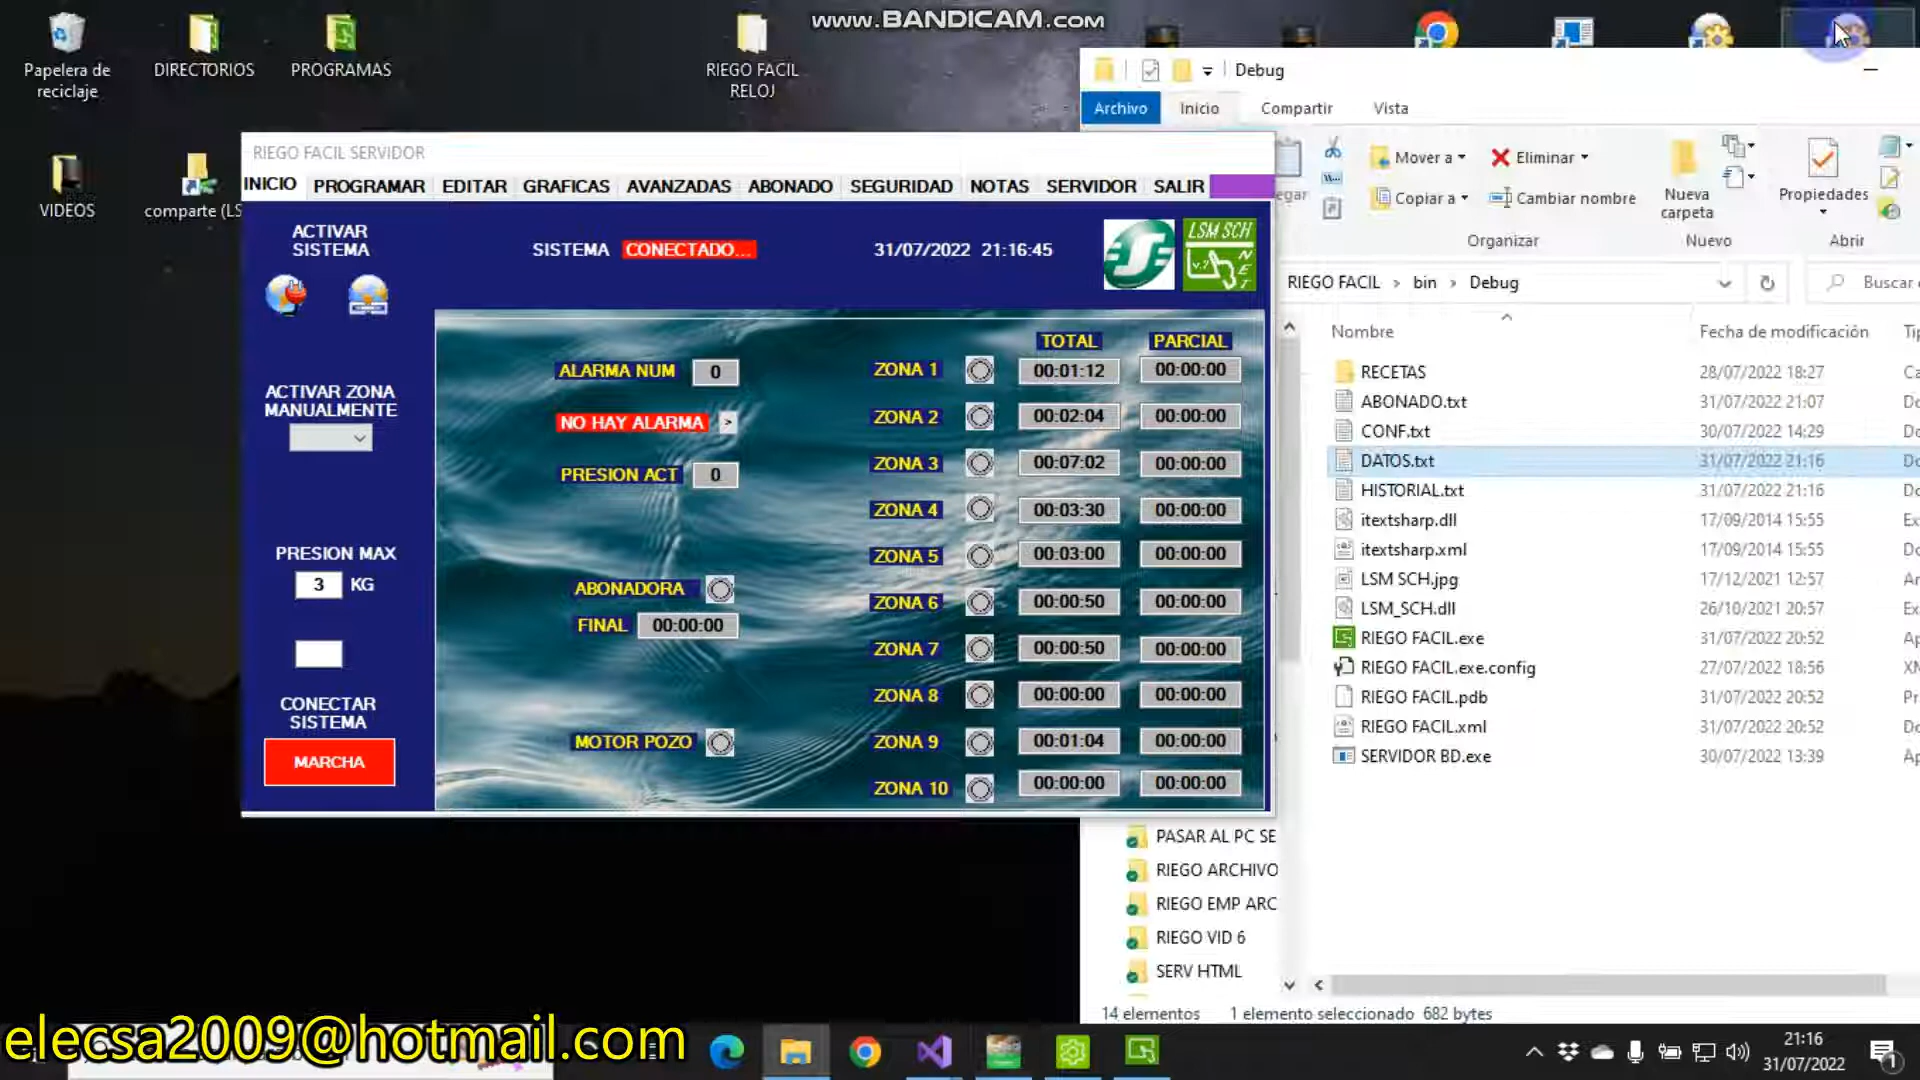 www.BANDICAM.com
Papelera de
reciclaje
DIRECTORIOS
PROGRAMAS
RIEGO FACIL
RELOJ
VIDEOS
comparte (LS
Debug
Archivo
Inicio
Compartir
Vista
Mover a
Copiar a
Eliminar
Cambiar nombre
Nueva
carpeta
Propiedades
Organizar
Nuevo
Abrir
RIEGO FACIL > bin > Debug
Buscar
Nombre
Fecha de modificación
RECETAS 28/07/2022 18:27
ABONADO.txt 31/07/2022 21:07
CONF.txt 30/07/2022 14:29
DATOS.txt 31/07/2022 21:16
HISTORIAL.txt 31/07/2022 21:16
itextsharp.dll 17/09/2014 15:55
itextsharp.xml 17/09/2014 15:55
LSM SCH.jpg 17/12/2021 12:57
LSM_SCH.dll 26/10/2021 20:57
RIEGO FACIL.exe 31/07/2022 20:52
RIEGO FACIL.exe.config 27/07/2022 18:56
RIEGO FACIL.pdb 31/07/2022 20:52
RIEGO FACIL.xml 31/07/2022 20:52
SERVIDOR BD.exe 30/07/2022 13:39
PASAR AL PC SE
RIEGO ARCHIVO
RIEGO EMP ARC
RIEGO VID 6
SERV HTML
14 elementos 1 elemento seleccionado 682 bytes
RIEGO FACIL SERVIDOR
INICIO PROGRAMAR EDITAR GRAFICAS AVANZADAS ABONADO SEGURIDAD NOTAS SERVIDOR SALIR
ACTIVAR
SISTEMA
SISTEMA CONECTADO...
31/07/2022 21:16:45
LSM SCH
NET
ACTIVAR ZONA
MANUALMENTE
PRESION MAX
3 KG
CONECTAR
SISTEMA
MARCHA
ALARMA NUM 0
NO HAY ALARMA >
PRESION ACT 0
ABONADORA
FINAL 00:00:00
MOTOR POZO
TOTAL PARCIAL
ZONA 1 00:01:12 00:00:00
ZONA 2 00:02:04 00:00:00
ZONA 3 00:07:02 00:00:00
ZONA 4 00:03:30 00:00:00
ZONA 5 00:03:00 00:00:00
ZONA 6 00:00:50 00:00:00
ZONA 7 00:00:50 00:00:00
ZONA 8 00:00:00 00:00:00
ZONA 9 00:01:04 00:00:00
ZONA 10 00:00:00 00:00:00
elecsa2009@hotmail.com
21:16
31/07/2022
1